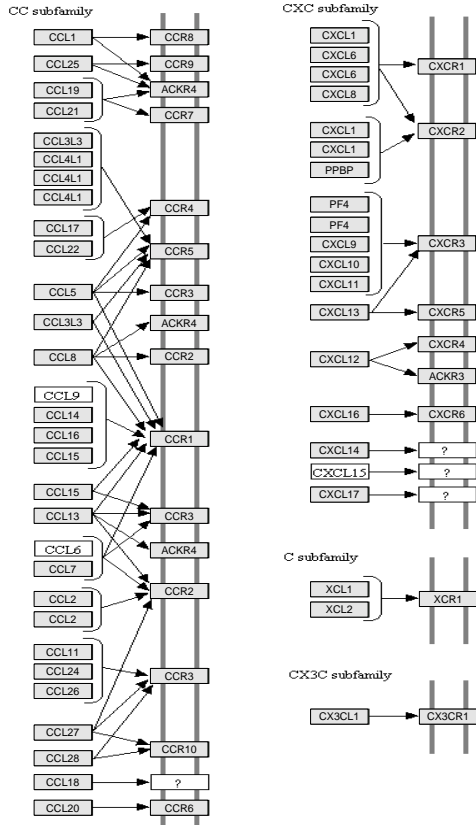 CC subfamily
CCL1
CCR8
CCL25
CCR9
ACKR4
CCL19
CCL21
CCR7
CCL3L3
CCL4L1
CCL4L1
CCL4L1
CCR4
CCL17
CCL22
CCR5
CCL5
CCR3
CCL3L3
ACKR4
CCL8
CCR2
CCL9
CCL14
CCL16
CCL15
CCR1
CCL15
CCL13
CCR3
CCL6
CCL7
ACKR4
CCR2
CCL2
CCL2
CCL11
CCL24
CCL26
CCR3
CCL27
CCL28
CCR10
CCL18
?
CCL20
CCR6
CXC subfamily
CXCL1
CXCL6
CXCL6
CXCL8
CXCR1
CXCL1
CXCL1
PPBP
CXCR2
PF4
PF4
CXCL9
CXCL10
CXCL11
CXCR3
CXCL13
CXCR5
CXCL12
CXCR4
ACKR3
CXCL16
CXCR6
CXCL14
?
CXCL15
?
CXCL17
?
C subfamily
XCL1
XCL2
XCR1
CX3C subfamily
CX3CL1
CX3CR1